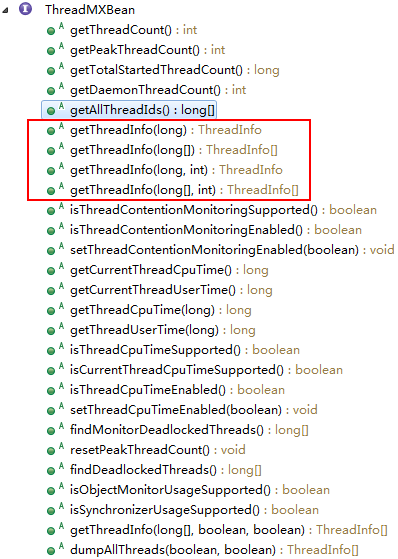 ThreadMXBean
getThreadCount() : int
getPeakThreadCount() : int
getTotalStartedThreadCount() : long
getDaemonThreadCount() : int
getAllThreadIds() : long[]
getThreadInfo(long) : ThreadInfo
getThreadInfo(long[]) : ThreadInfo[]
getThreadInfo(long, int) : ThreadInfo
getThreadInfo(long[], int) : ThreadInfo[]
isThreadContentionMonitoringSupported() : boolean
isThreadContentionMonitoringEnabled() : boolean
setThreadContentionMonitoringEnabled(boolean) : void
getCurrentThreadCpuTime() : long
getCurrentThreadUserTime() : long
getThreadCpuTime(long) : long
getThreadUserTime(long) : long
isThreadCpuTimeSupported() : boolean
isCurrentThreadCpuTimeSupported() : boolean
isThreadCpuTimeEnabled() : boolean
setThreadCpuTimeEnabled(boolean) : void
findMonitorDeadlockedThreads() : long[]
resetPeakThreadCount() : void
findDeadlockedThreads() : long[]
isObjectMonitorUsageSupported() : boolean
isSynchronizerUsageSupported() : boolean
getThreadInfo(long[], boolean, boolean) : ThreadInfo[]
dumpAllThreads(boolean, boolean) : ThreadInfo[]